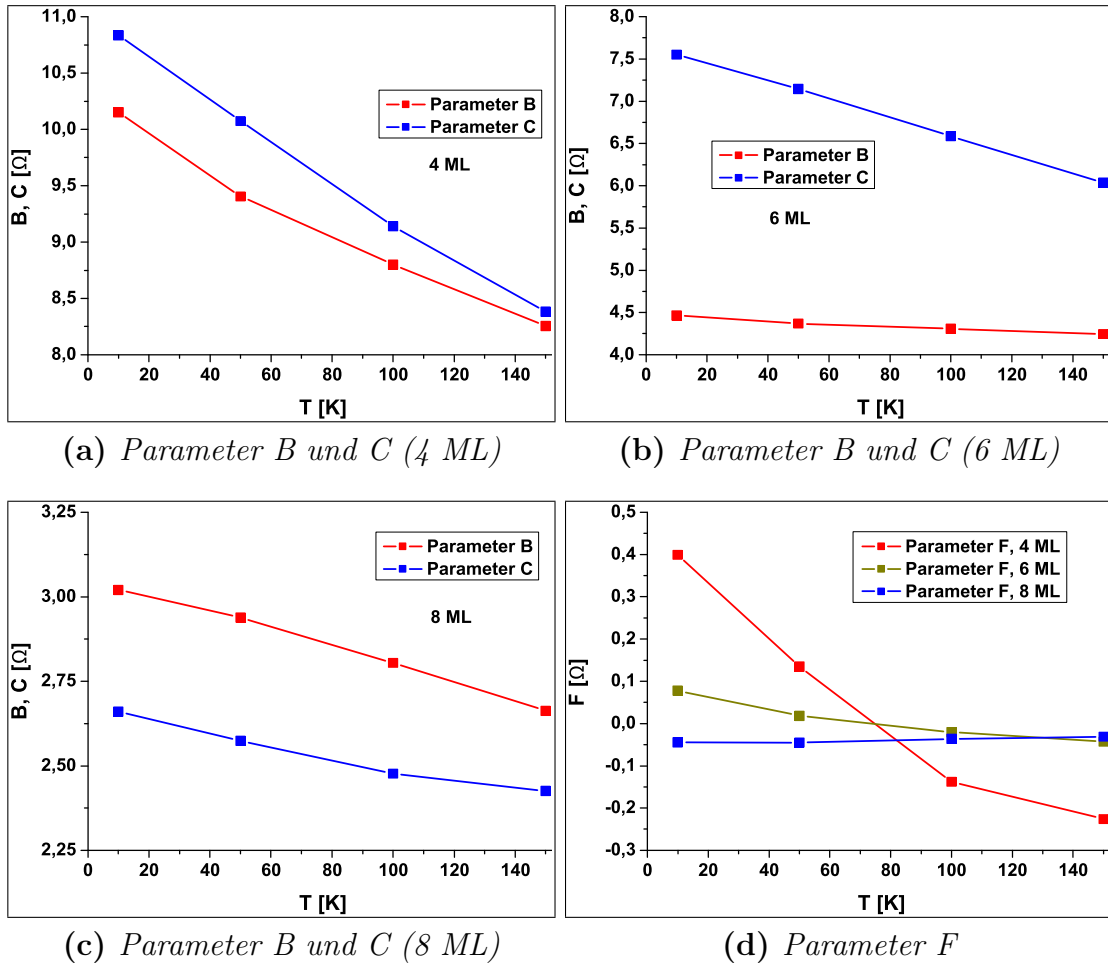 11,0
10,5
10,0
9,5
9,0
8,5
8,0
B, C [Ω]
Parameter B
Parameter C
4 ML
0 20 40 60 80 100 120 140
T [K]
(a) Parameter B und C (4 ML)
8,0
7,5
7,0
6,5
6,0
5,5
5,0
4,5
4,0
B, C [Ω]
Parameter B
Parameter C
6 ML
0 20 40 60 80 100 120 140
T [K]
(b) Parameter B und C (6 ML)
3,25
3,00
2,75
2,50
2,25
B, C [Ω]
Parameter B
Parameter C
8 ML
0 20 40 60 80 100 120 140
T [K]
(c) Parameter B und C (8 ML)
0,5
0,4
0,3
0,2
0,1
0,0
-0,1
-0,2
-0,3
F [Ω]
Parameter F, 4 ML
Parameter F, 6 ML
Parameter F, 8 ML
0 20 40 60 80 100 120 140
T [K]
(d) Parameter F